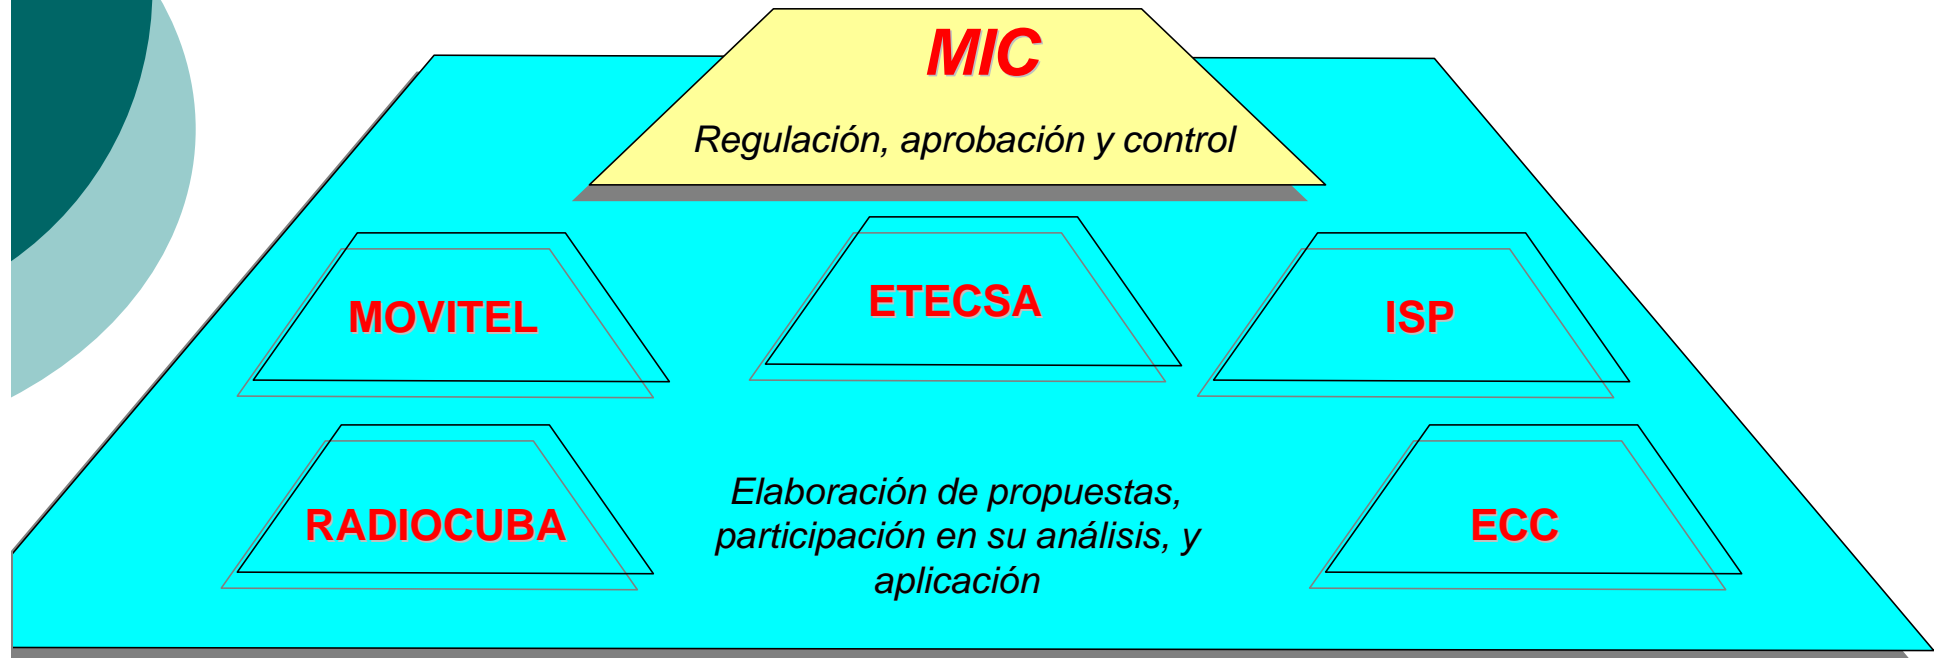 MIC
Regulación, aprobación y control
MOVITEL
ETECSA
ISP
RADIOCUBA
Elaboración de propuestas,
participación en su análisis, y
aplicación
ECC